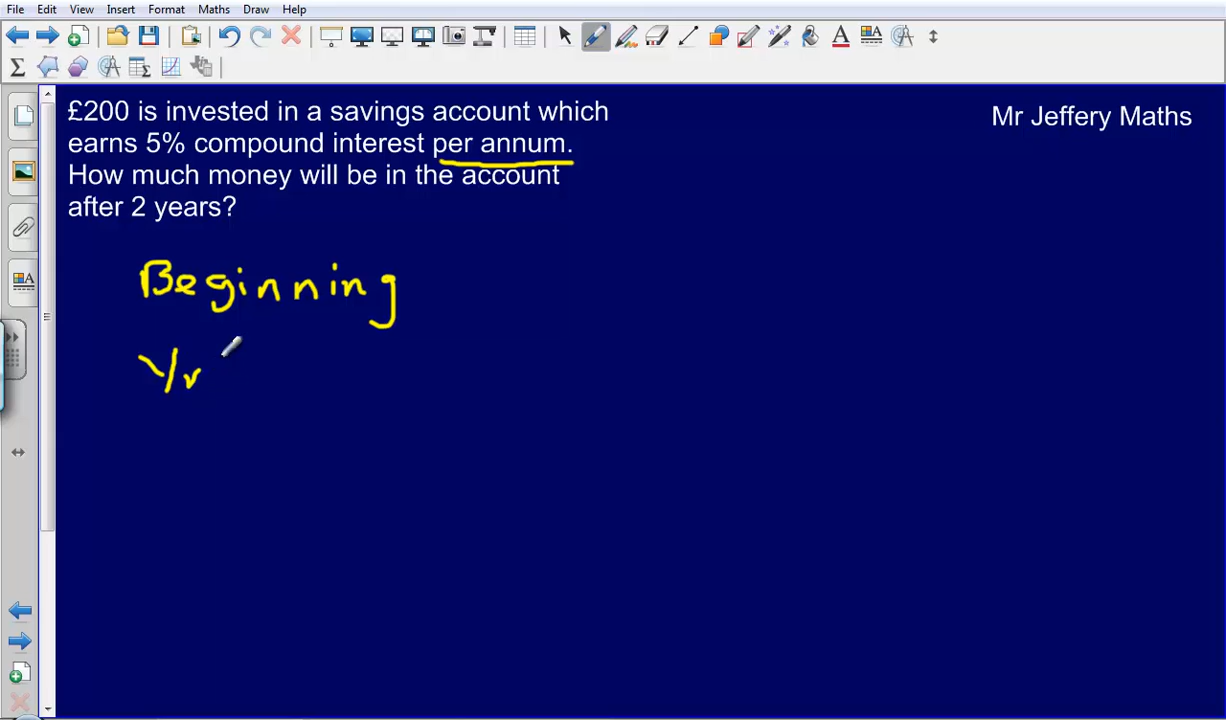 File Edit View Insert Format Maths Draw Help
£200 is invested in a savings account which
earns 5% compound interest per annum.
How much money will be in the account
after 2 years?
Mr Jeffery Maths
Beginning
Yr